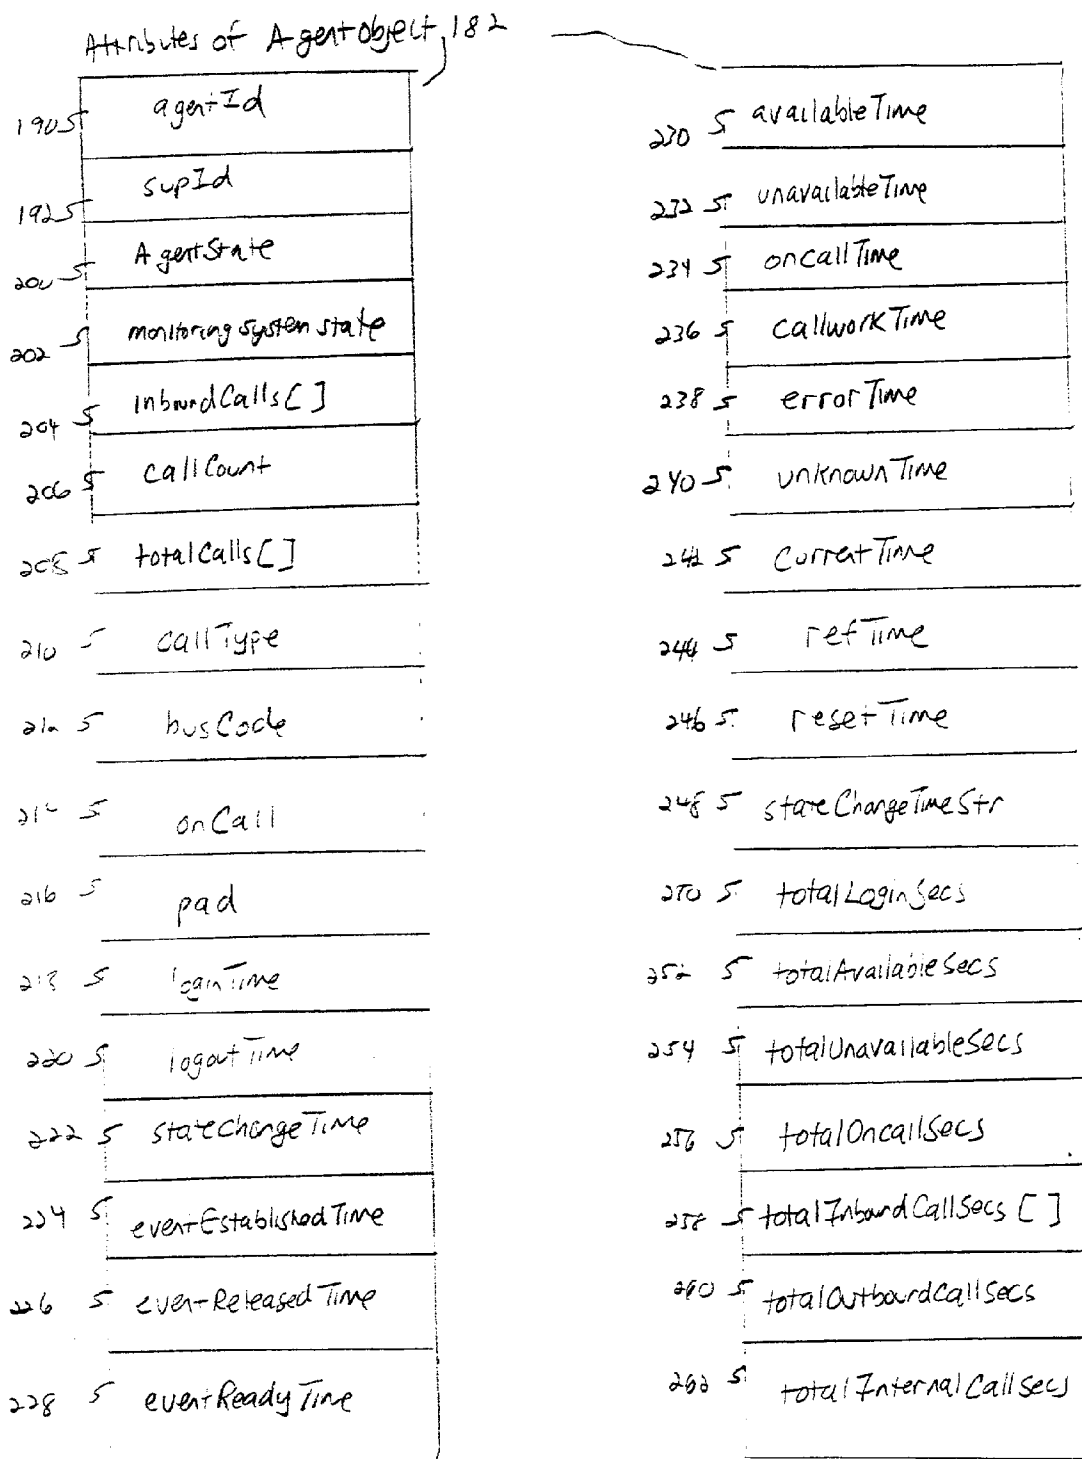 Attributes of Agent Object, 182
190 agentId
192 supId
200 AgentState
202 monitoring system state
204 inboundCalls[]
206 callCount
208 totalCalls[]
210 callType
212 busCode
214 onCall
216 pad
218 loginTime
220 logoutTime
222 stateChangeTime
224 eventEstablishedTime
226 eventReleasedTime
228 eventReadyTime
230 availableTime
232 unavailableTime
234 oncallTime
236 callworkTime
238 errorTime
240 unknownTime
242 currentTime
244 refTime
246 resetTime
248 stateChangeTimeStr
250 totalLoginSecs
252 totalAvailableSecs
254 totalUnavailableSecs
256 totalOncallSecs
258 totalInboundCallSecs []
260 totalOutboundCallSecs
262 totalInternalCallSecs